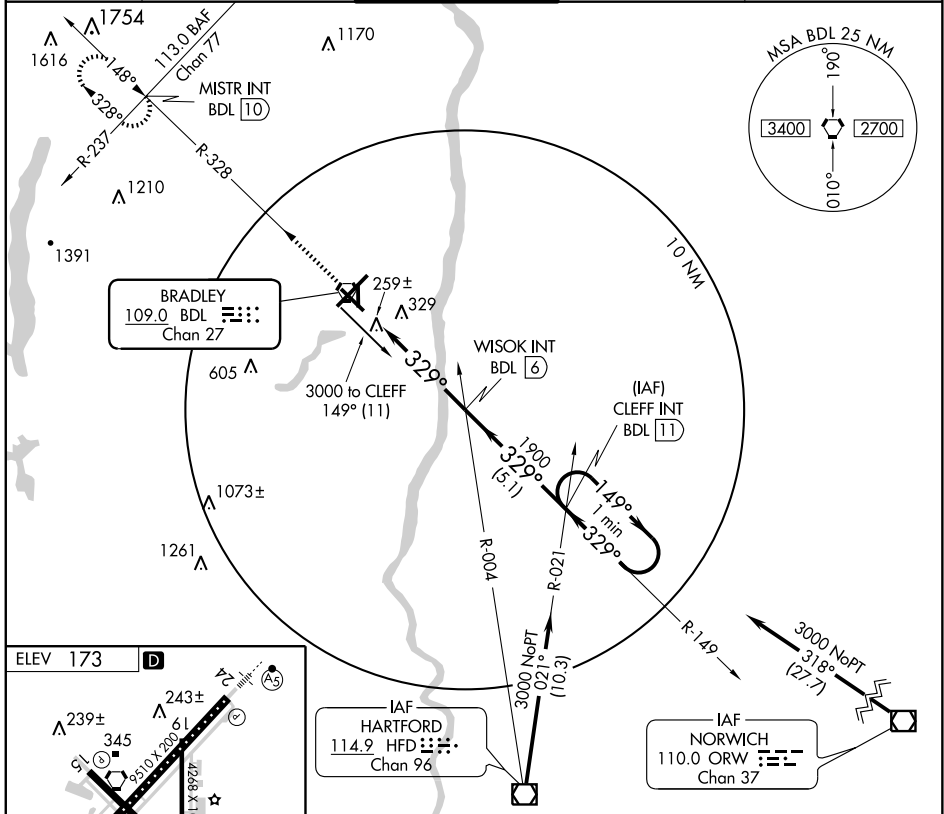 1754
1616
1170
113.0 BAF
Chan 77
148°
328°
MISTR INT
BDL 10
R-237
R-328
1210
1391
MSA BDL 25 NM
190°
3400
2700
010°
10 NM
BRADLEY
109.0 BDL
Chan 27
259±
329
605
3000 to CLEFF
149° (11)
329°
WISOK INT
BDL 6
(IAF)
CLEFF INT
BDL 11
1900
329°
(5.1)
149°
1 min
329°
1073±
1261
R-004
R-021
R-149
3000 NoPT
021°
(10.3)
3000 NoPT
318°
(27.7)
IAF
HARTFORD
114.9 HFD
Chan 96
IAF
NORWICH
110.0 ORW
Chan 37
ELEV 173 D
24
A5
P
243±
239±
19
345
P
15
9510 X 200
4268 X 1